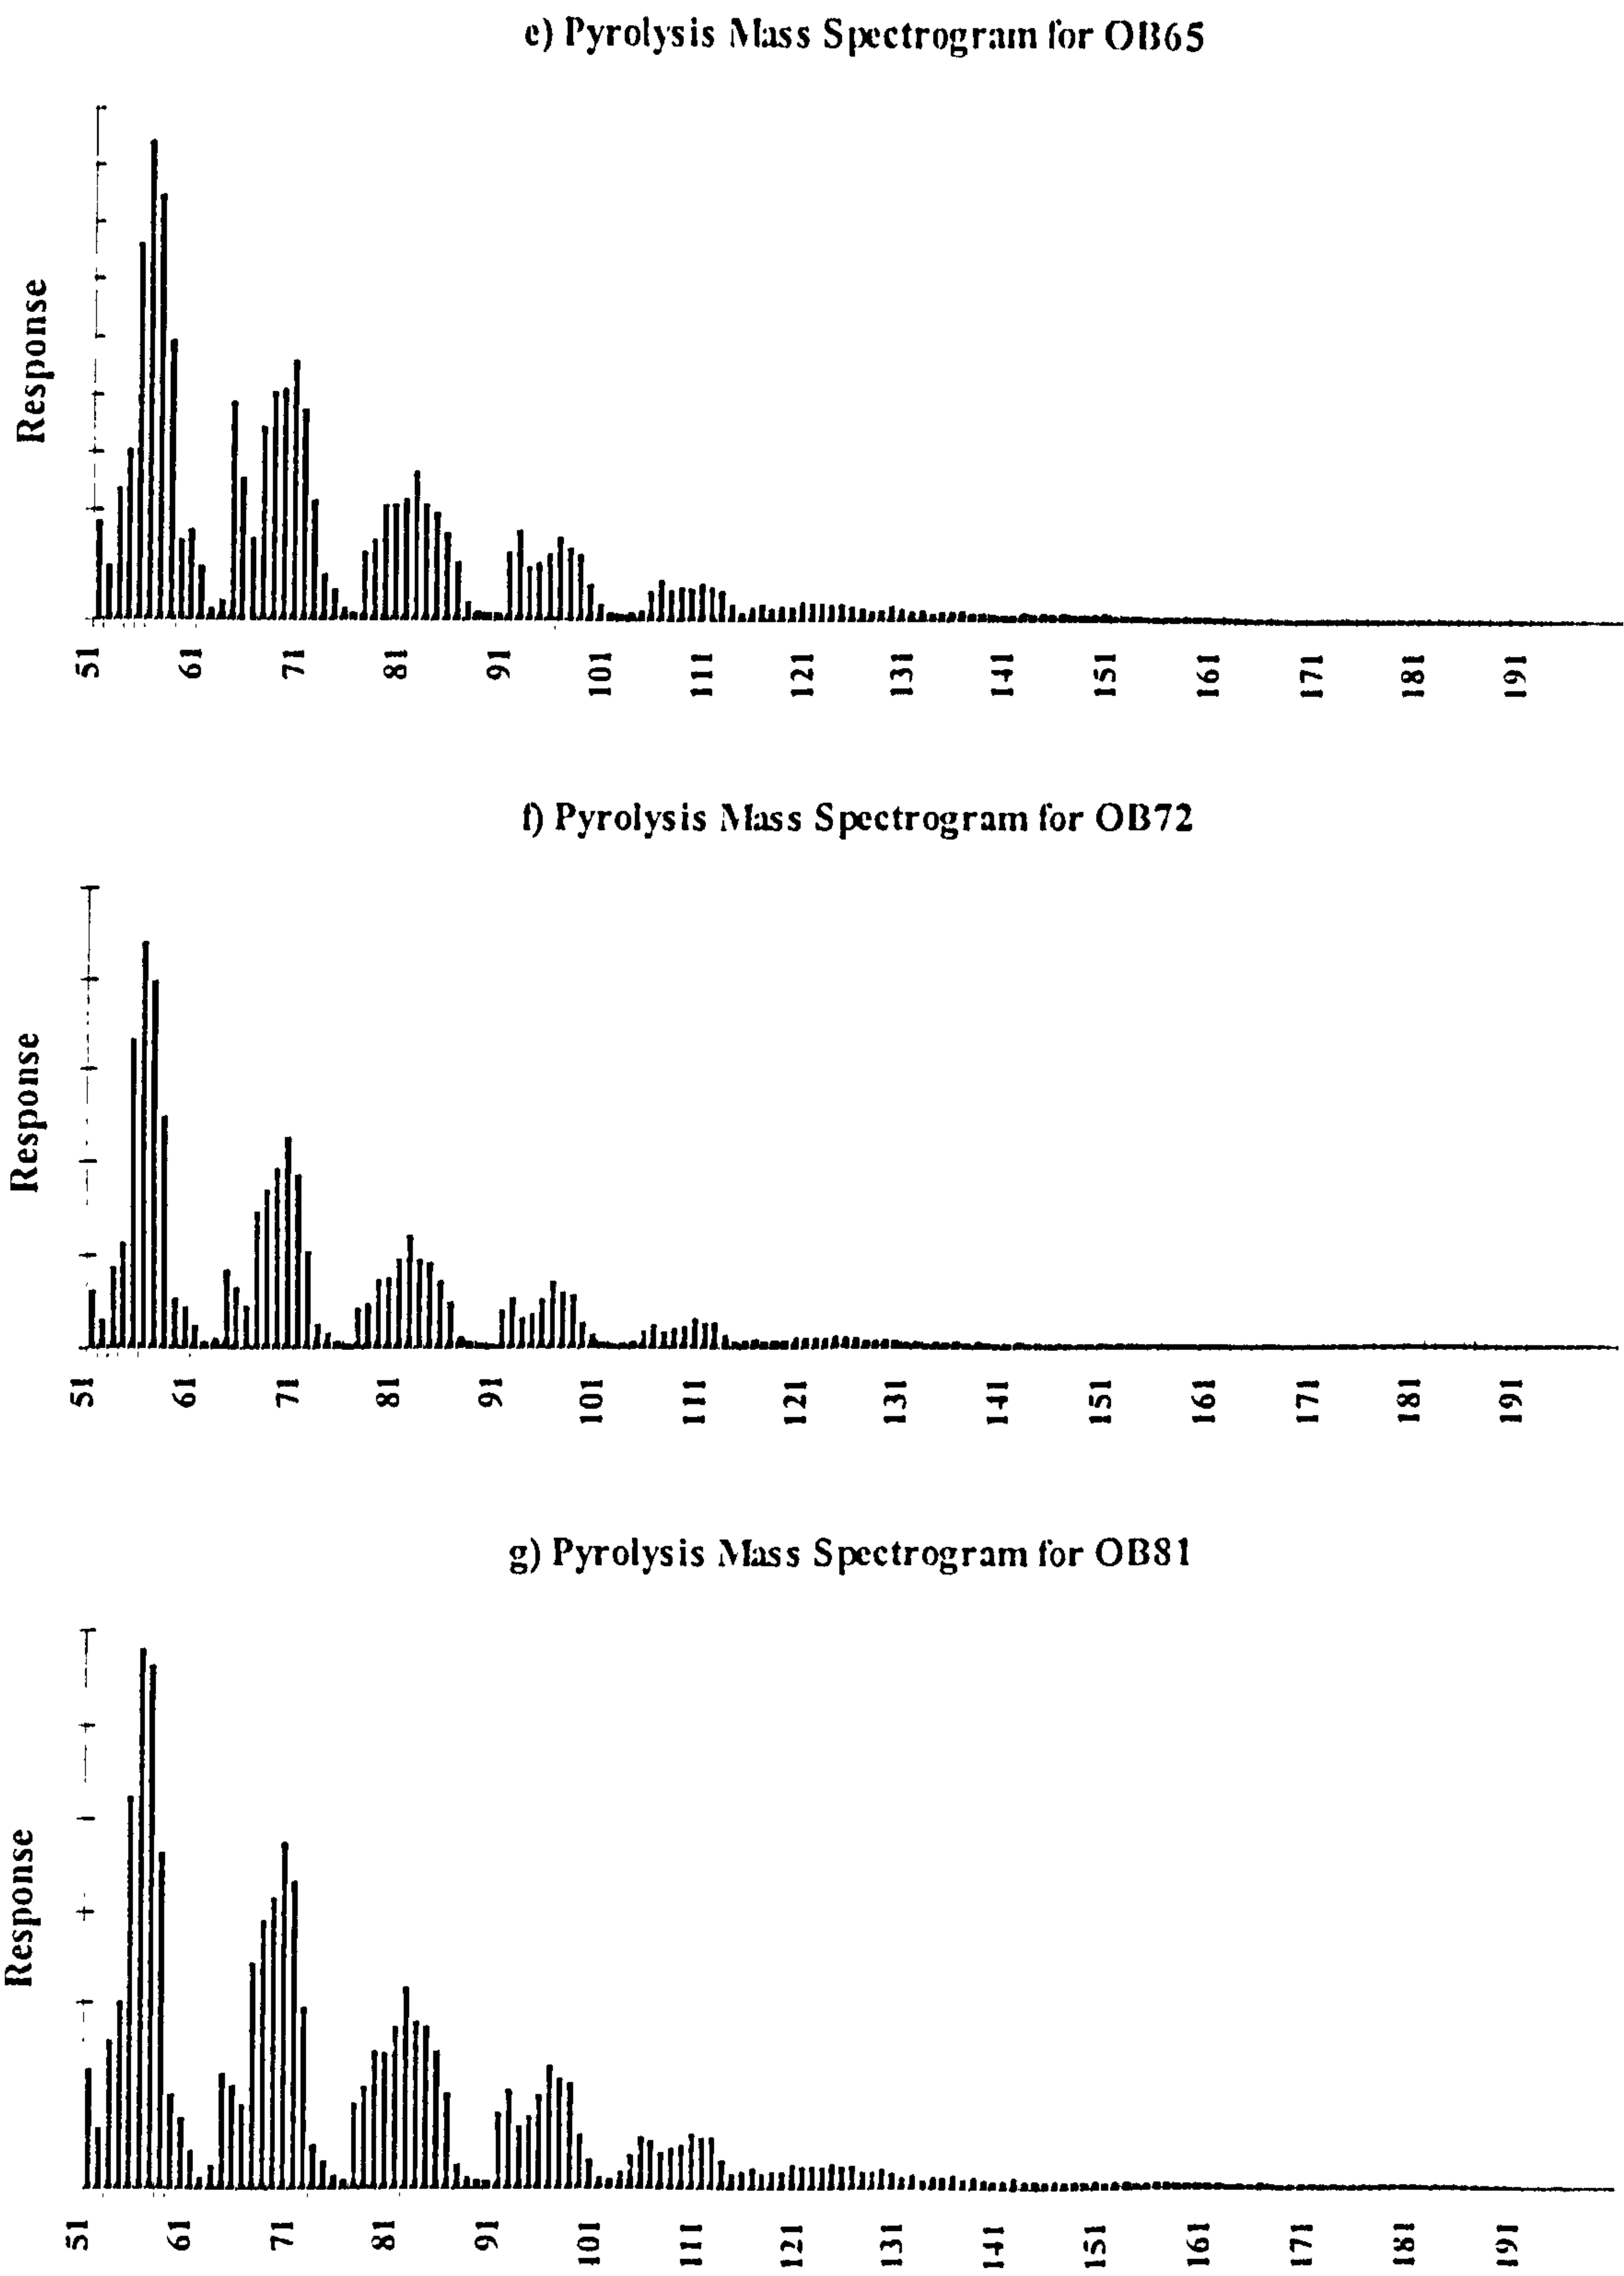 e) Pyrolysis Mass Spectrogram for OB65
Response
51 61 71 81 91 101 111 121 131 141 151 161 171 181 191
f) Pyrolysis Mass Spectrogram for OB72
Response
51 61 71 81 91 101 111 121 131 141 151 161 171 181 191
g) Pyrolysis Mass Spectrogram for OB81
Response
51 61 71 81 91 101 111 121 131 141 151 161 171 181 191